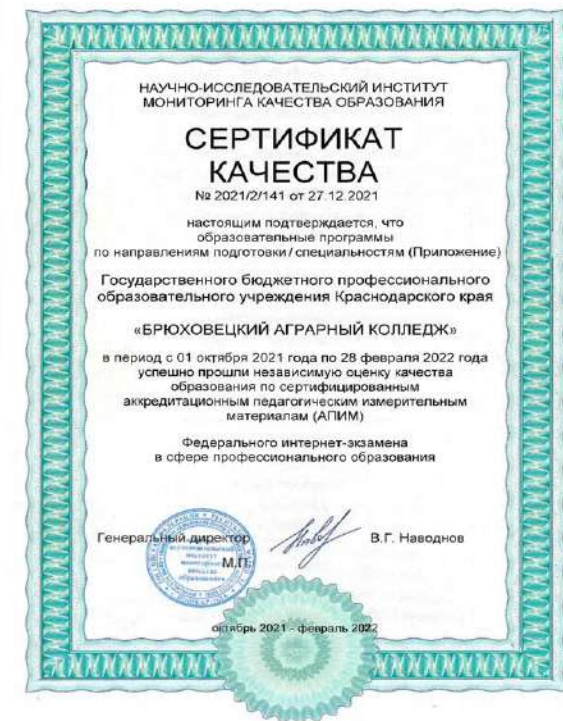 НАУЧНО-ИССЛЕДОВАТЕЛЬСКИЙ ИНСТИТУТ
МОНИТОРИНГА КАЧЕСТВА ОБРАЗОВАНИЯ
СЕРТИФИКАТ
КАЧЕСТВА
№ 2021/2/141 от 27.12.2021
настоящим подтверждается, что
образовательные программы
по направлениям подготовки / специальностям (Приложение)
Государственного бюджетного профессионального
образовательного учреждения Краснодарского края
«БРЮХОВЕЦКИЙ АГРАРНЫЙ КОЛЛЕДЖ»
в период с 01 октября 2021 года по 28 февраля 2022 года
успешно прошли независимую оценку качества
образования по сертифицированным
аккредитационным педагогическим измерительным
материалам (АПИМ)
Федерального интернет-экзамена
в сфере профессионального образования
Генеральный директор В.Г. Наводнов
М.П.
октябрь 2021 - февраль 2022